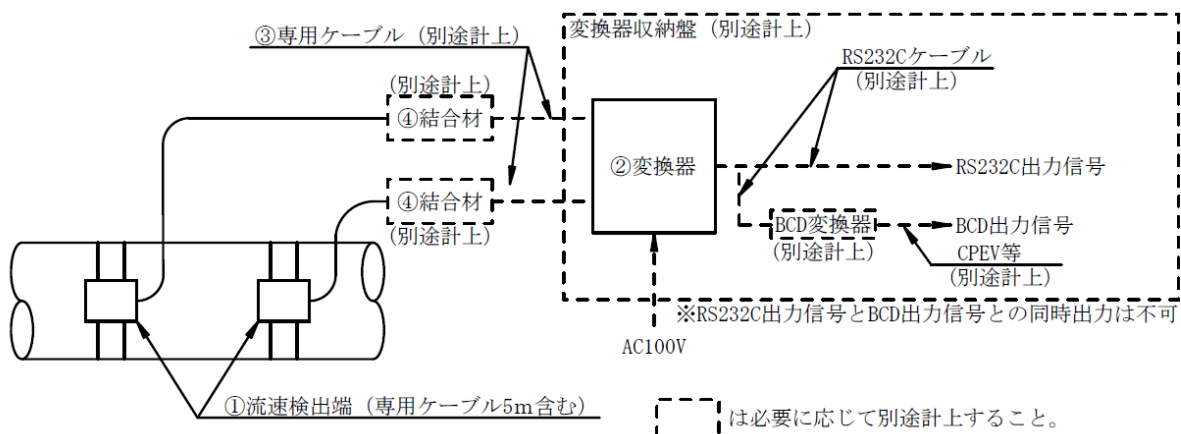 ③専用ケーブル (別途計上)
変換器収納盤 (別途計上)
RS232Cケーブル
(別途計上)
(別途計上)
④結合材
②変換器
RS232C出力信号
④結合材
(別途計上)
BCD変換器
(別途計上)
BCD出力信号
CPEV等
(別途計上)
※RS232C出力信号とBCD出力信号との同時出力は不可
AC100V
①流速検出端 (専用ケーブル5m含む)
は必要に応じて別途計上すること。